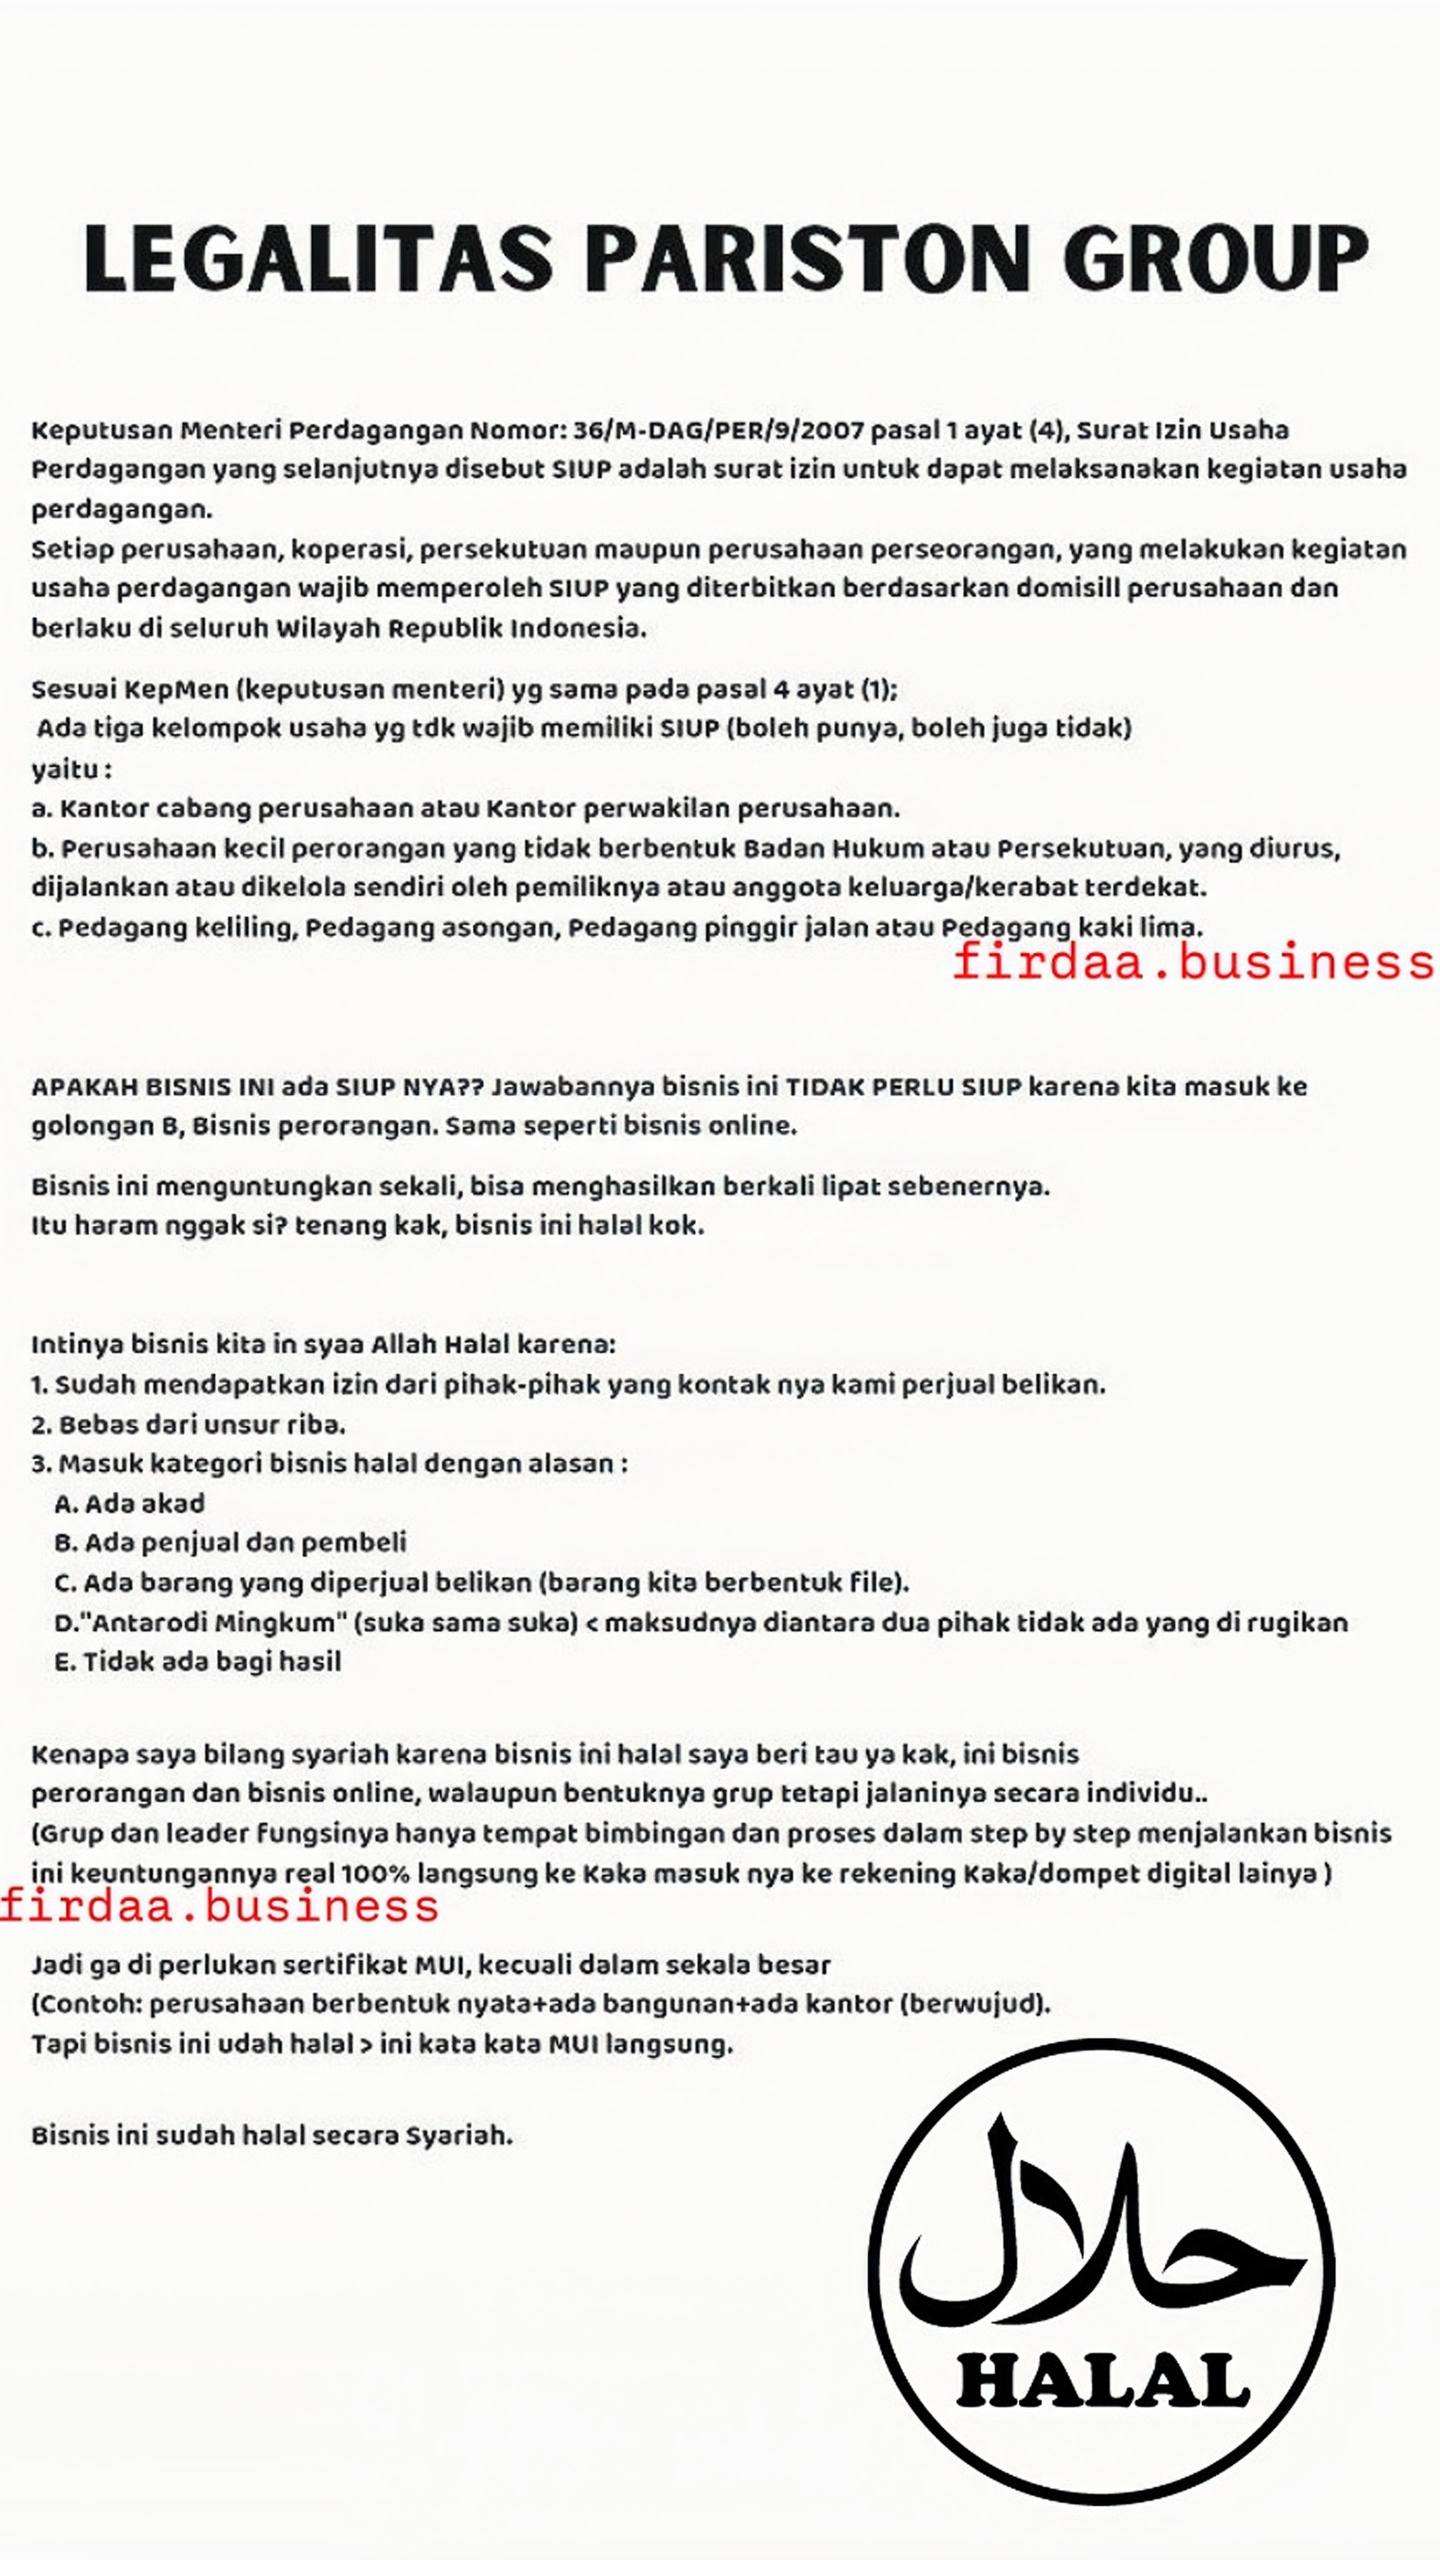 LEGALITAS PARISTON GROUP
Keputusan Menteri Perdagangan Nomor: 36/M-DAG/PER/9/2007 pasal 1 ayat (4), Surat Izin Usaha
Perdagangan yang selanjutnya disebut SIUP adalah surat izin untuk dapat melaksanakan kegiatan usaha
perdagangan.
Setiap perusahaan, koperasi, persekutuan maupun perusahaan perseorangan, yang melakukan kegiatan
usaha perdagangan wajib memperoleh SIUP yang diterbitkan berdasarkan domisill perusahaan dan
berlaku di seluruh Wilayah Republik Indonesia.
Sesuai KepMen (keputusan menteri) yg sama pada pasal 4 ayat (1);
Ada tiga kelompok usaha yg tdk wajib memiliki SIUP (boleh punya, boleh juga tidak)
yaitu :
a. Kantor cabang perusahaan atau Kantor perwakilan perusahaan.
b. Perusahaan kecil perorangan yang tidak berbentuk Badan Hukum atau Persekutuan, yang diurus,
dijalankan atau dikelola sendiri oleh pemiliknya atau anggota keluarga/kerabat terdekat.
c. Pedagang keliling, Pedagang asongan, Pedagang pinggir jalan atau Pedagang kaki lima.
firdaa.business
APAKAH BISNIS INI ada SIUP NYA?? Jawabannya bisnis ini TIDAK PERLU SIUP karena kita masuk ke
golongan B, Bisnis perorangan. Sama seperti bisnis online.
Bisnis ini menguntungkan sekali, bisa menghasilkan berkali lipat sebenernya.
Itu haram nggak si? tenang kak, bisnis ini halal kok.
Intinya bisnis kita in syaa Allah Halal karena:
1. Sudah mendapatkan izin dari pihak-pihak yang kontak nya kami perjual belikan.
2. Bebas dari unsur riba.
3. Masuk kategori bisnis halal dengan alasan :
A. Ada akad
B. Ada penjual dan pembeli
C. Ada barang yang diperjual belikan (barang kita berbentuk file).
D."Antarodi Mingkum" (suka sama suka) < maksudnya diantara dua pihak tidak ada yang di rugikan
E. Tidak ada bagi hasil
Kenapa saya bilang syariah karena bisnis ini halal saya beri tau ya kak, ini bisnis
perorangan dan bisnis online, walaupun bentuknya grup tetapi jalaninya secara individu..
(Grup dan leader fungsinya hanya tempat bimbingan dan proses dalam step by step menjalankan bisnis
ini keuntungannya real 100% langsung ke Kaka masuk nya ke rekening Kaka/dompet digital lainya )
firdaa.business
Jadi ga di perlukan sertifikat MUI, kecuali dalam sekala besar
(Contoh: perusahaan berbentuk nyata+ada bangunan+ada kantor (berwujud).
Tapi bisnis ini udah halal > ini kata kata MUI langsung.
Bisnis ini sudah halal secara Syariah.
حلال
HALAL